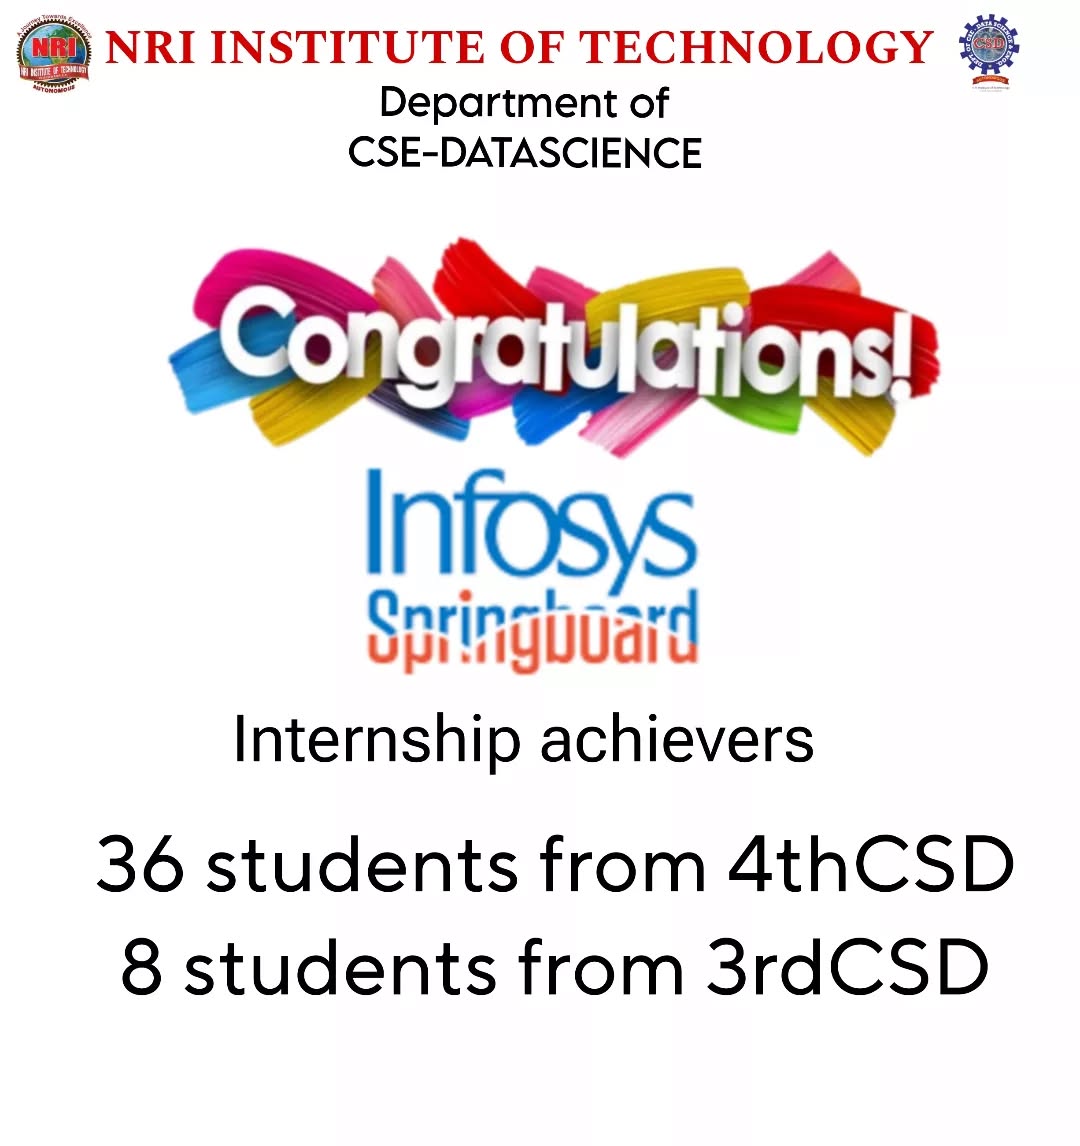 NRI INSTITUTE OF TECHNOLOGY
Department of
CSE-DATASCIENCE
NRI
NRI INSTITUTE OF TECHNOLOGY
AUTONOMOUS
CSD
Congratulations!
Infosys
Springboard
Internship achievers
36 students from 4thCSD
8 students from 3rdCSD